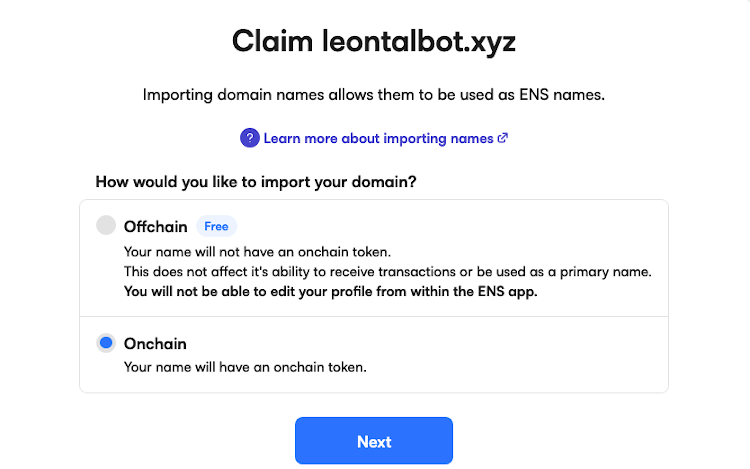 Claim leontalbot.xyz
Importing domain names allows them to be used as ENS names.
? Learn more about importing names
How would you like to import your domain?
Offchain Free
Your name will not have an onchain token.
This does not affect it's ability to receive transactions or be used as a primary name.
You will not be able to edit your profile from within the ENS app.
Onchain
Your name will have an onchain token.
Next